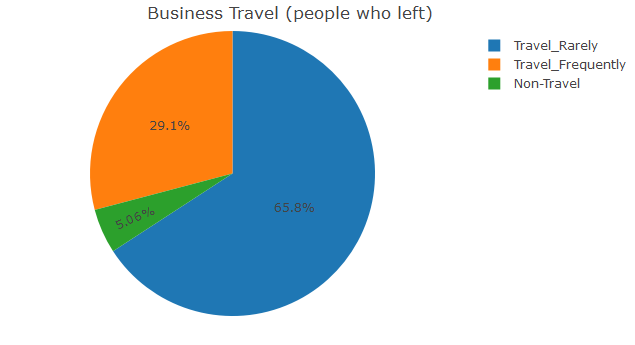 Business Travel (people who left)
Travel_Rarely
Travel_Frequently
Non-Travel
29.1%
65.8%
5.06%